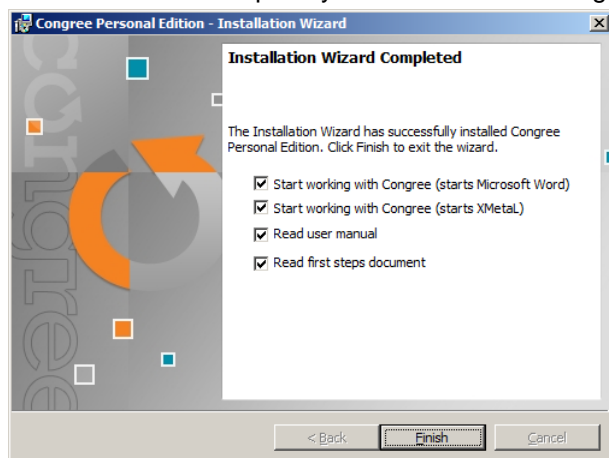 Congree Personal Edition - Installation Wizard
Installation Wizard Completed
The Installation Wizard has successfully installed Congree
Personal Edition. Click Finish to exit the wizard.
Start working with Congree (starts Microsoft Word)
Start working with Congree (starts XMetaL)
Read user manual
Read first steps document
congree
< Back
Finish
Cancel